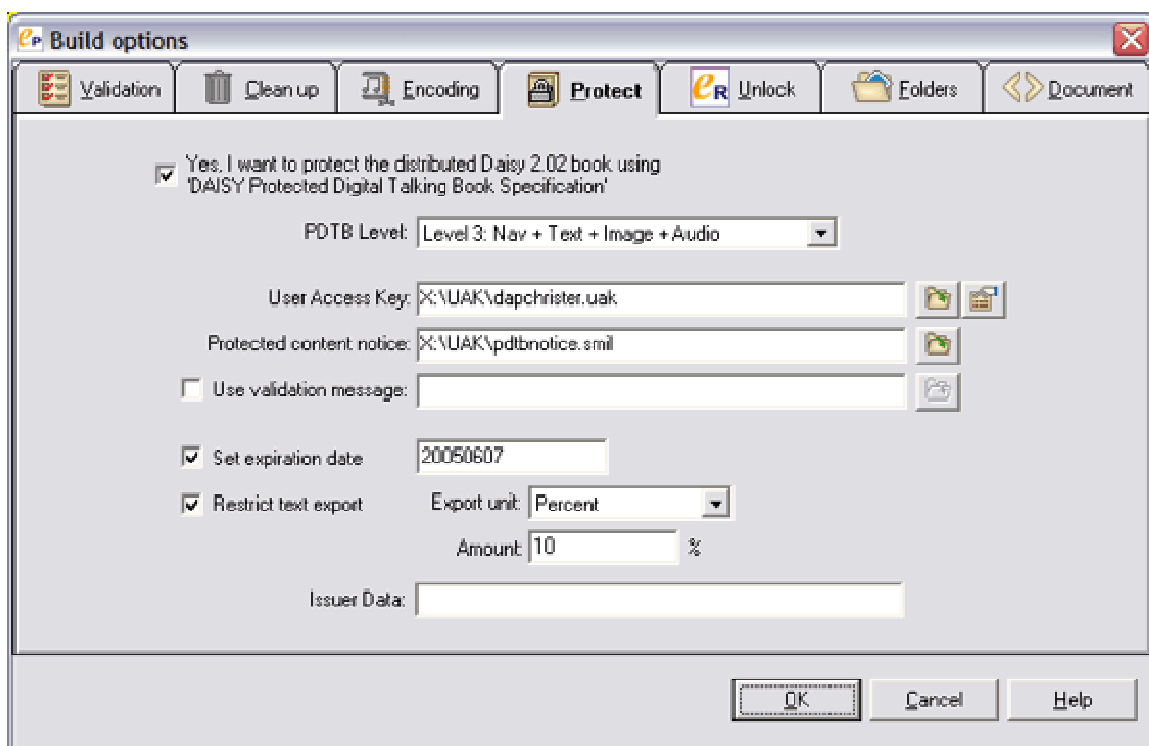 eP Build options
Validation Clean up Encoding Protect eR Unlock Folders Document
Yes, I want to protect the distributed Daisy 2.02 book using
'DAISY Protected Digital Talking Book Specification'
PDTB Level: Level 3: Nav + Text + Image + Audio
User Access Key: X:\UAK\dapchrister.uak
Protected content notice: X:\UAK\pdtbnotice.smil
Use validation message:
Set expiration date 20050607
Restrict text export Export unit: Percent
Amount: 10 %
Issuer Data:
OK Cancel Help